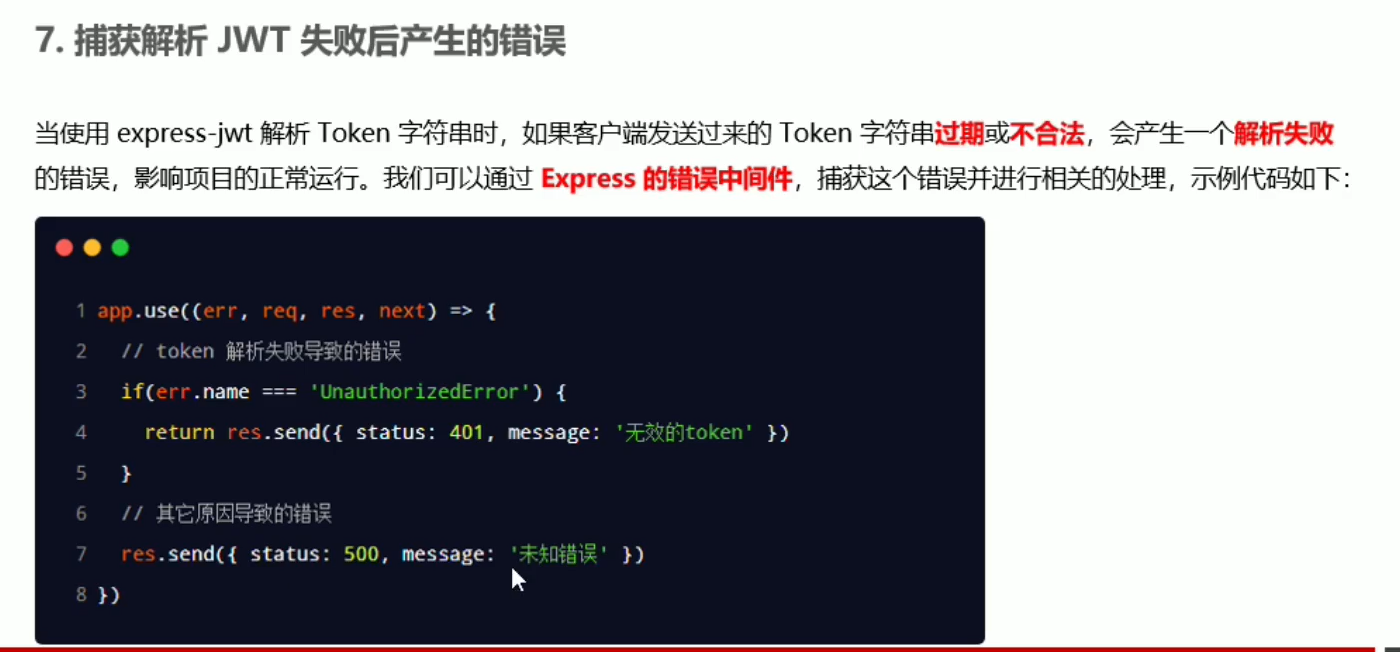 7. 捕获解析 JWT 失败后产生的错误
当使用 express-jwt 解析 Token 字符串时，如果客户端发送过来的 Token 字符串过期或不合法，会产生一个解析失败
的错误，影响项目的正常运行。我们可以通过 Express 的错误中间件，捕获这个错误并进行相关的处理，示例代码如下：
1 app.use((err, req, res, next) => {
2   // token 解析失败导致的错误
3   if(err.name === 'UnauthorizedError') {
4     return res.send({ status: 401, message: '无效的token' })
5   }
6   // 其它原因导致的错误
7   res.send({ status: 500, message: '未知错误' })
8 })